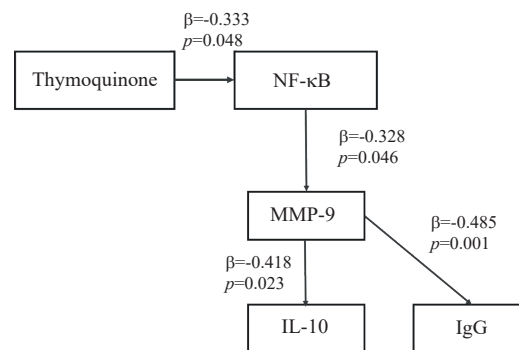 β=-0.333
p=0.048
Thymoquinone
NF-κB
β=-0.328
p=0.046
MMP-9
β=-0.485
p=0.001
β=-0.418
p=0.023
IL-10
IgG